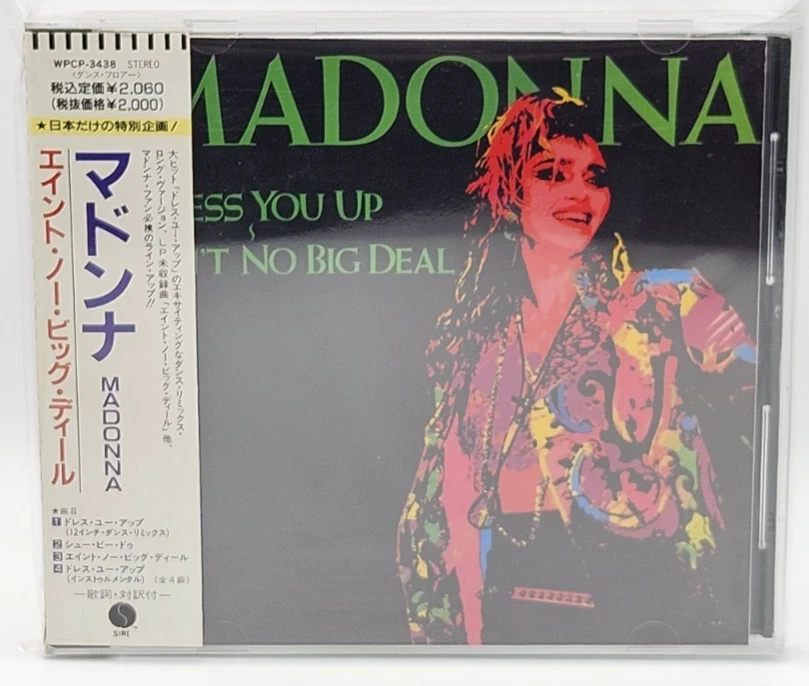 WPCP-3438 STEREO
〈ダンス・フロアー〉
税込定価¥2,060
(税抜価格¥2,000)
★日本だけの特別企画!
大ヒット「ドレス・ユー・アップ」のエキサイティングなダンス・リミックス・
ロング・ヴァージョン、LP未収録曲「エイント・ノー・ビッグ・ディール」他、
マドンナ・ファン必携のライン・アップ!!
マドンナ MADONNA
エイント・ノー・ビッグ・ディール
★曲目
1 ドレス・ユー・アップ
(12インチ・ダンス・リミックス)
2 シュー・ビー・ドゥ
3 エイント・ノー・ビッグ・ディール
4 ドレス・ユー・アップ
(インストゥルメンタル) (全4曲)
—歌詞・対訳付—
S
SIRE
MADONNA
ESS YOU UP
~
'T NO BIG DEAL